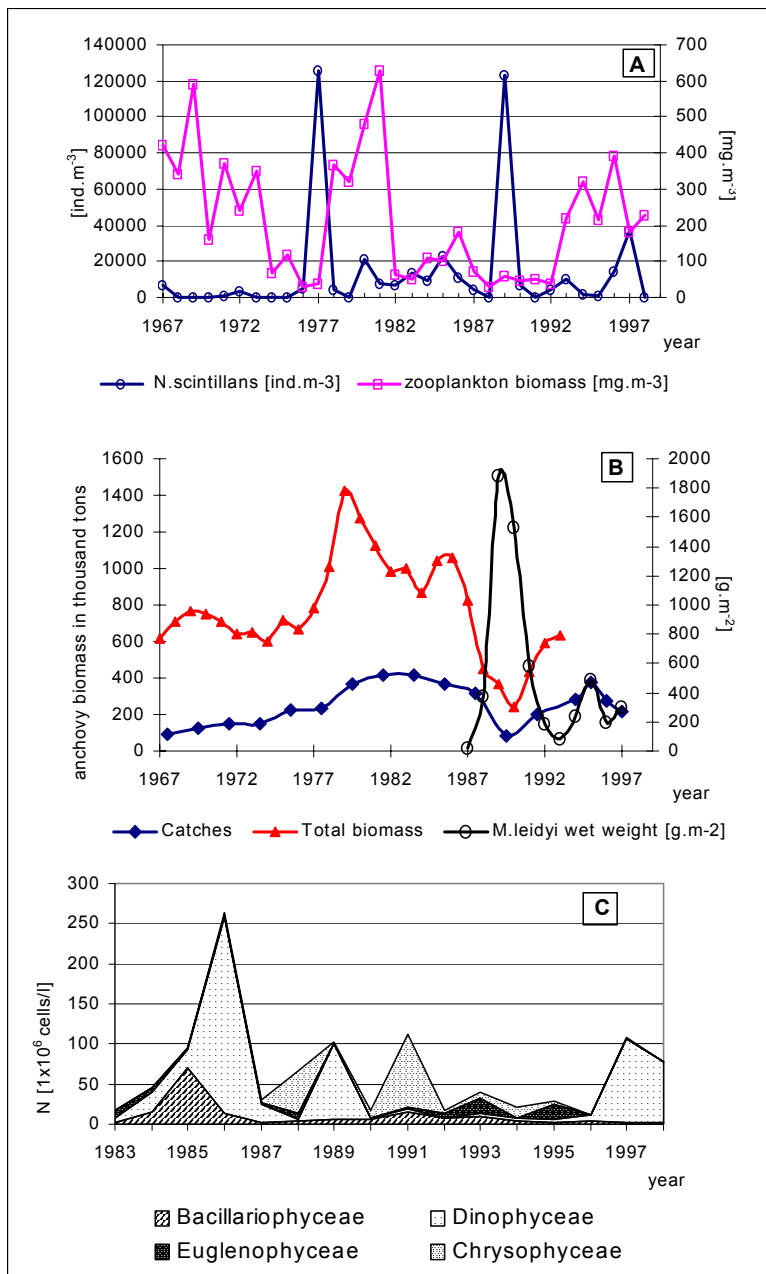 A
140000 700
120000 600
100000 500
80000 400
60000 300
40000 200
20000 100
0 0
[ind.m-3]
[mg.m-3]
1967 1972 1977 1982 1987 1992 1997
year
N.scintillans [ind.m-3] zooplankton biomass [mg.m-3]
B
1600 2000
1400 1800
1200 1600
1000 1400
800 1200
600 1000
400 800
200 600
0 400
200
0
anchovy biomass in thousand tons
[g.m-2]
1967 1972 1977 1982 1987 1992 1997
year
Catches Total biomass M.leidyi wet weight [g.m-2]
C
300
250
200
150
100
50
0
N [1x10⁶ cells/l]
1983 1985 1987 1989 1991 1993 1995 1997
year
Bacillariophyceae Dinophyceae
Euglenophyceae Chrysophyceae